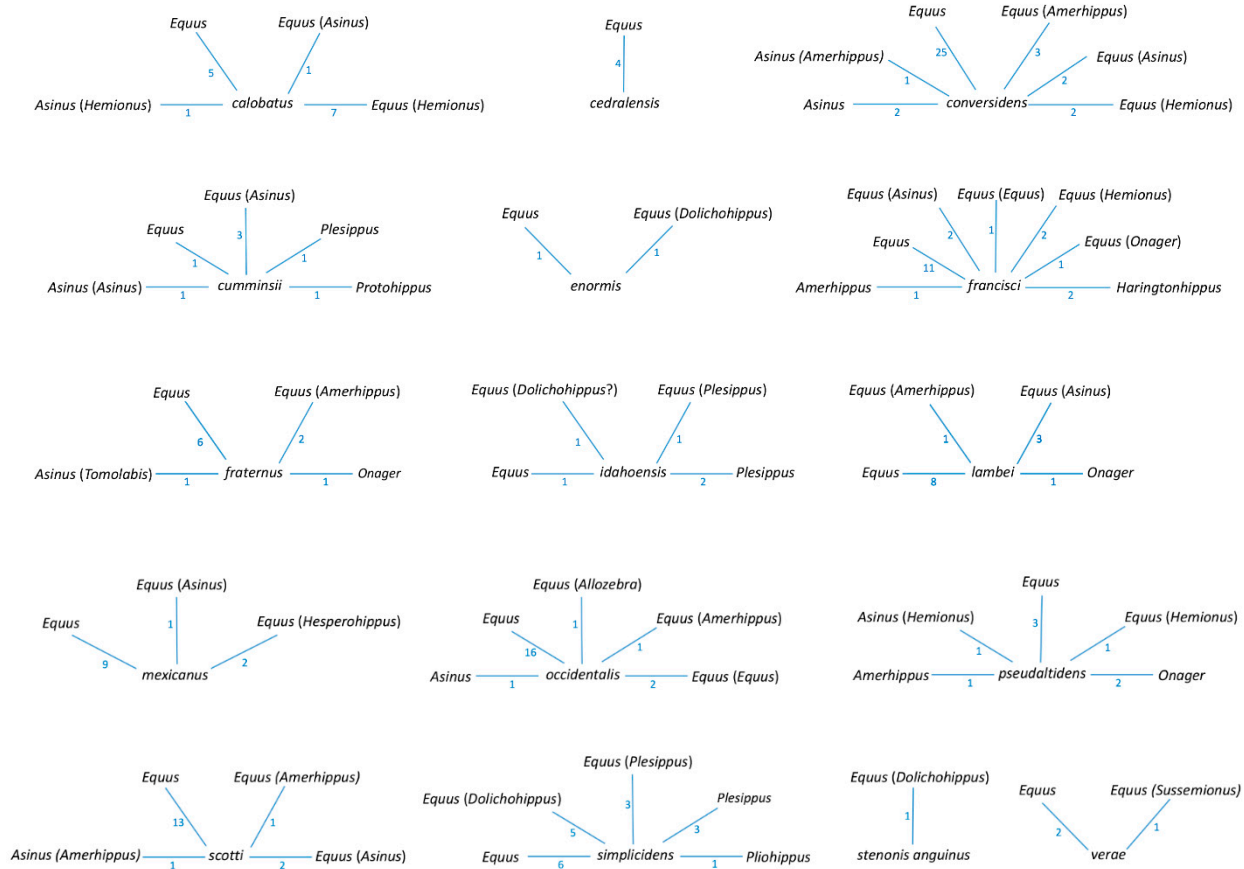 Equus
Equus (Asinus)
5
1
Asinus (Hemionus)
1
calobatus
7
Equus (Hemionus)
Equus
4
cedralensis
Equus
Equus (Amerhippus)
Asinus (Amerhippus)
25
3
Equus (Asinus)
1
2
Asinus
2
conversidens
2
Equus (Hemionus)
Equus (Asinus)
Equus
3
Plesippus
1
1
Asinus (Asinus)
1
cumminsii
1
Protohippus
Equus
Equus (Dolichohippus)
1
1
enormis
Equus (Asinus)
Equus (Equus)
Equus (Hemionus)
2
1
2
Equus
Equus (Onager)
11
1
Amerhippus
1
francisci
2
Haringtonhippus
Equus
Equus (Amerhippus)
6
2
Asinus (Tomolabis)
1
fraternus
1
Onager
Equus (Dolichohippus?)
Equus (Plesippus)
1
1
Equus
1
idahoensis
2
Plesippus
Equus (Amerhippus)
Equus (Asinus)
1
3
Equus
8
lambei
1
Onager
Equus (Asinus)
Equus
1
Equus (Hesperohippus)
9
2
mexicanus
Equus (Allozebra)
Equus
1
Equus (Amerhippus)
16
1
Asinus
1
occidentalis
2
Equus (Equus)
Equus
Asinus (Hemionus)
3
Equus (Hemionus)
1
1
Amerhippus
1
pseudaltidens
2
Onager
Equus
Equus (Amerhippus)
13
1
Asinus (Amerhippus)
1
scotti
2
Equus (Asinus)
Equus (Plesippus)
Equus (Dolichohippus)
3
Plesippus
5
3
Equus
6
simplicidens
1
Pliohippus
Equus (Dolichohippus)
1
stenonis anguinus
Equus
Equus (Sussemionus)
2
1
verae